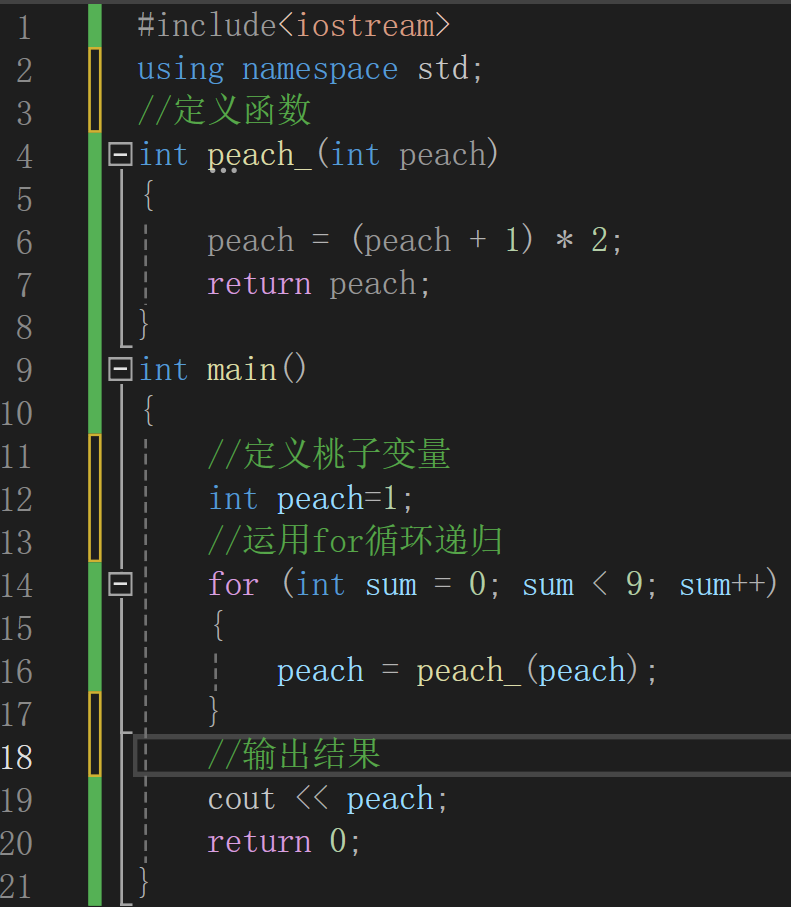 1 #include<iostream>
2 using namespace std;
3 //定义函数
4 int peach_(int peach)
5 {
6 peach = (peach + 1) * 2;
7 return peach;
8 }
9 int main()
10 {
11 //定义桃子变量
12 int peach=1;
13 //运用for循环递归
14 for (int sum = 0; sum < 9; sum++)
15 {
16 peach = peach_(peach);
17 }
18 //输出结果
19 cout << peach;
20 return 0;
21 }